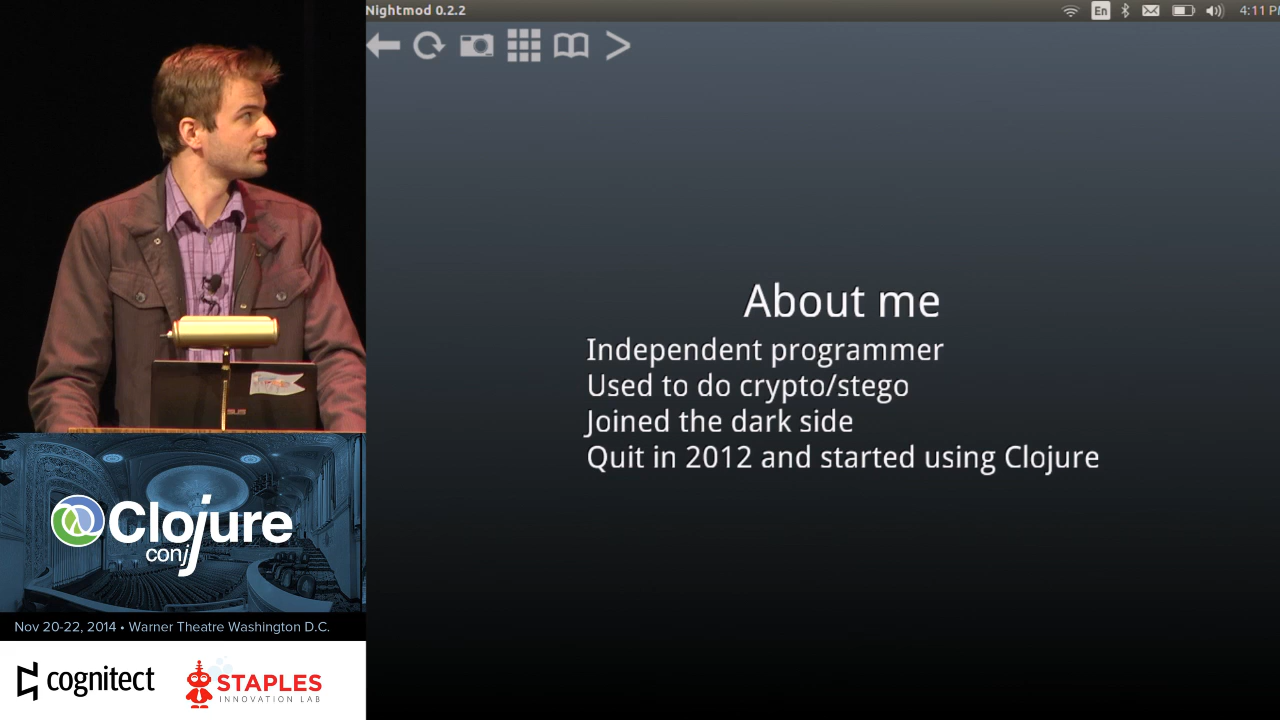 Nightmod 0.2.2
En
4:11 P
About me
Independent programmer
Used to do crypto/stego
Joined the dark side
Quit in 2012 and started using Clojure
Clojure
conj
Nov 20-22, 2014 • Warner Theatre Washington D.C.
cognitect
STAPLES
INNOVATION LAB